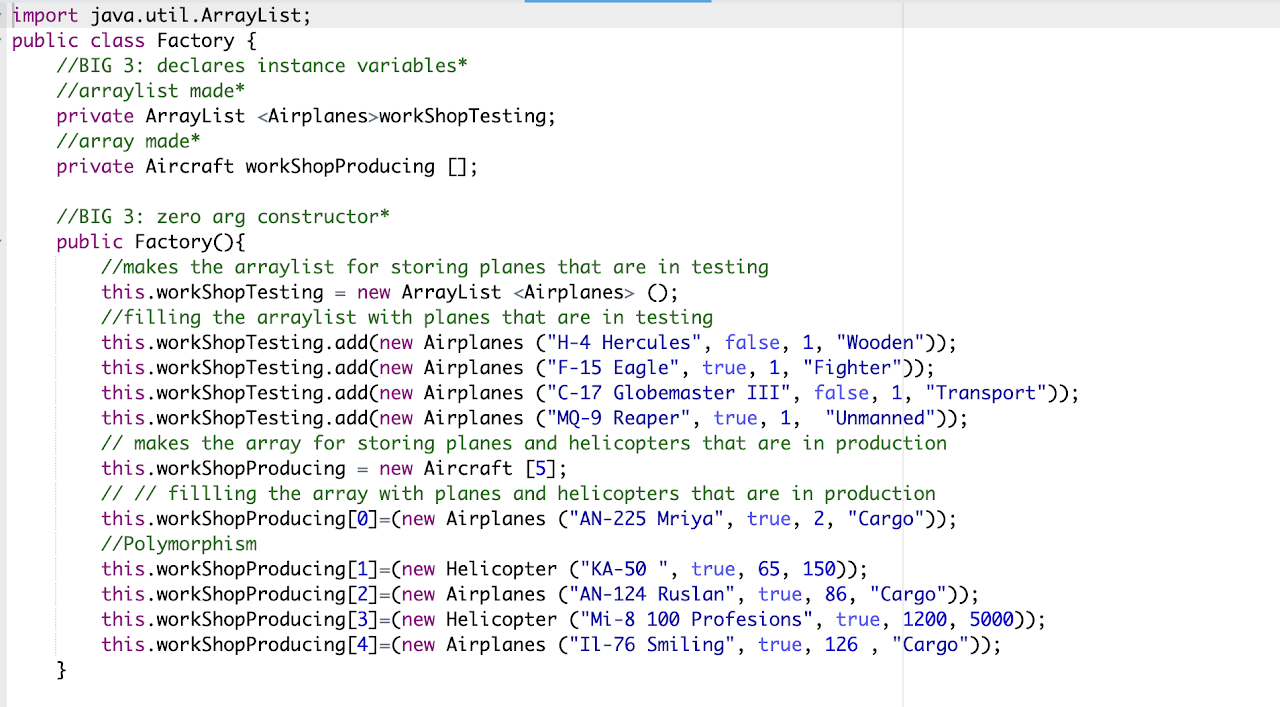 import java.util.ArrayList;
public class Factory {
//BIG 3: declares instance variables*
//arraylist made*
private ArrayList <Airplanes>workShopTesting;
//array made*
private Aircraft workShopProducing [];
//BIG 3: zero arg constructor*
public Factory(){
//makes the arraylist for storing planes that are in testing
this.workShopTesting = new ArrayList <Airplanes> ();
//filling the arraylist with planes that are in testing
this.workShopTesting.add(new Airplanes ("H-4 Hercules", false, 1, "Wooden"));
this.workShopTesting.add(new Airplanes ("F-15 Eagle", true, 1, "Fighter"));
this.workShopTesting.add(new Airplanes ("C-17 Globemaster III", false, 1, "Transport"));
this.workShopTesting.add(new Airplanes ("MQ-9 Reaper", true, 1,  "Unmanned"));
// makes the array for storing planes and helicopters that are in production
this.workShopProducing = new Aircraft [5];
// // fillling the array with planes and helicopters that are in production
this.workShopProducing[0]=(new Airplanes ("AN-225 Mriya", true, 2, "Cargo"));
//Polymorphism
this.workShopProducing[1]=(new Helicopter ("KA-50 ", true, 65, 150));
this.workShopProducing[2]=(new Airplanes ("AN-124 Ruslan", true, 86, "Cargo"));
this.workShopProducing[3]=(new Helicopter ("Mi-8 100 Profesions", true, 1200, 5000));
this.workShopProducing[4]=(new Airplanes ("Il-76 Smiling", true, 126 , "Cargo"));
}